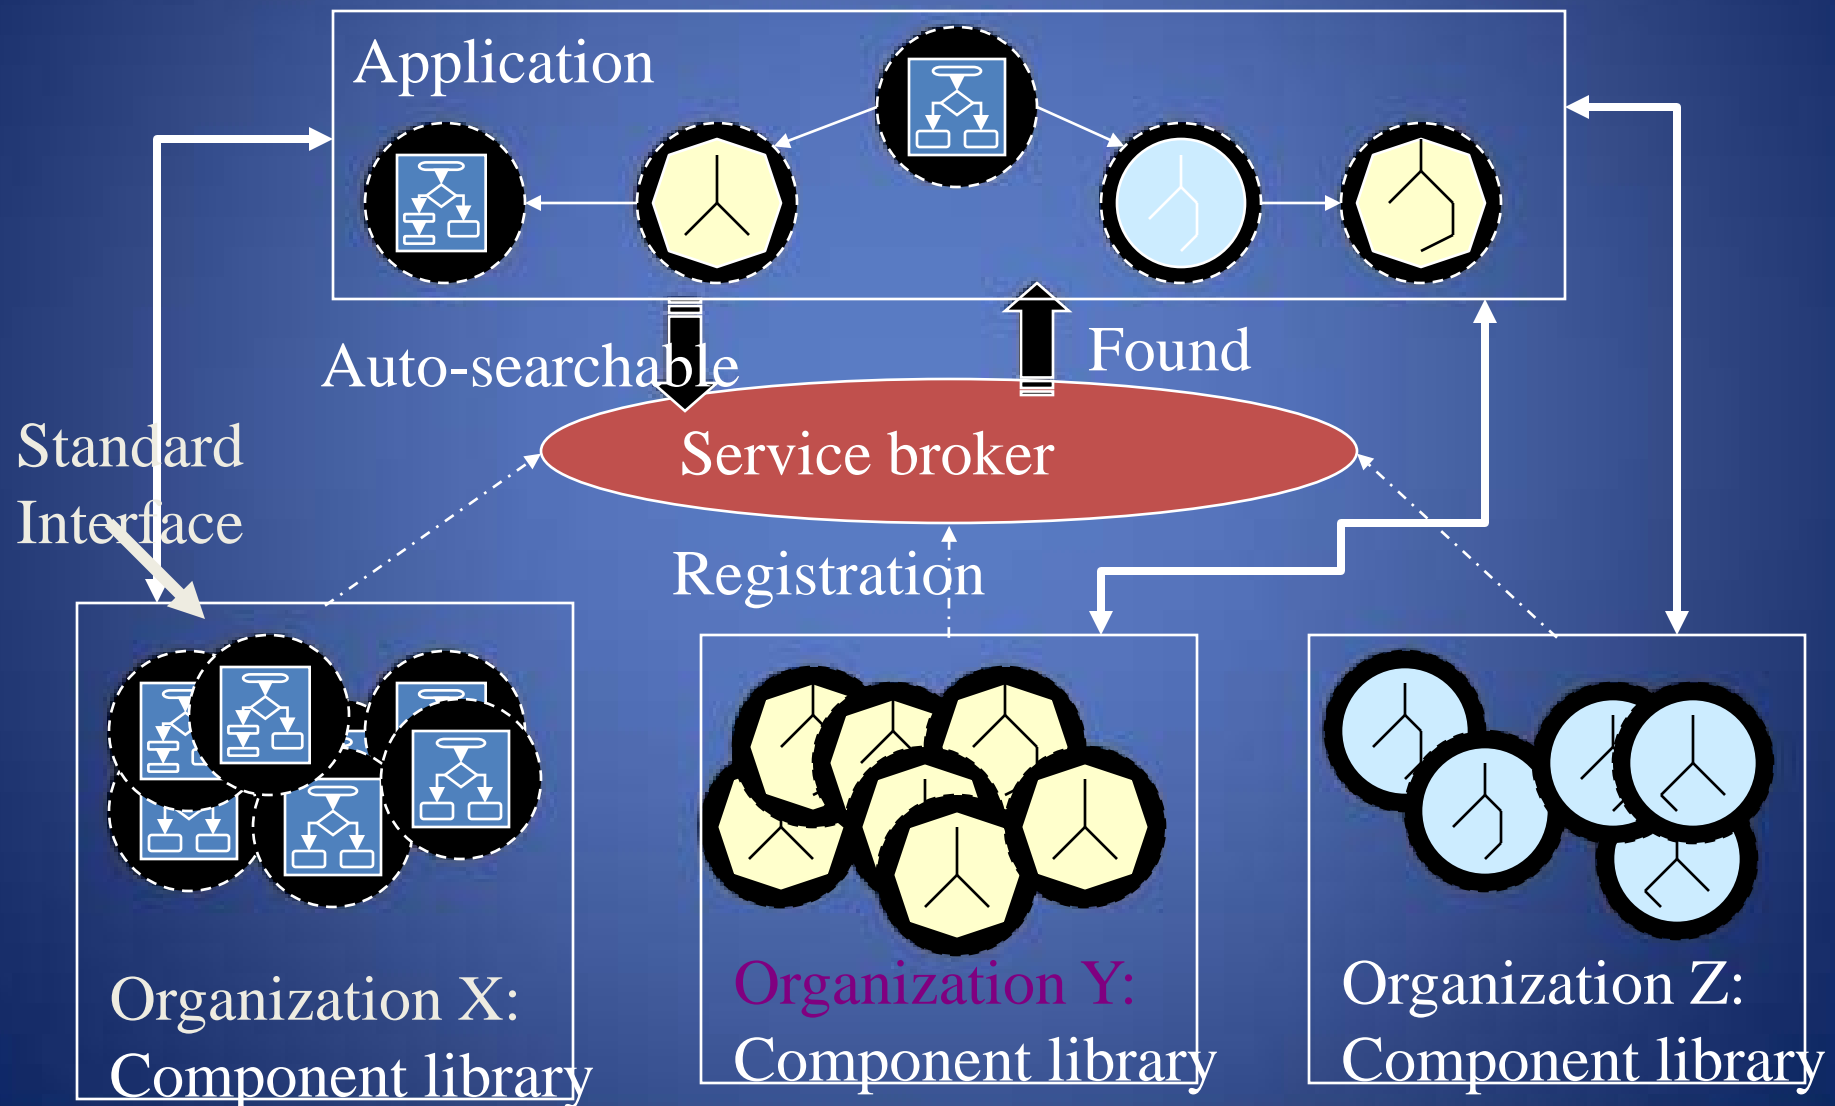 Application
Auto-searchable
Found
Standard
Interface
Service broker
Registration
Organization X:
Component library
Organization Y:
Component library
Organization Z:
Component library